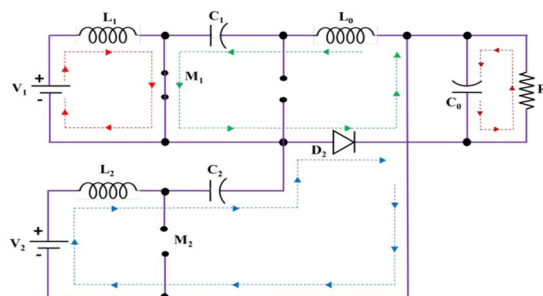 L₁ C₁ L₀
V₁ + - M₁ C₀ R
D₂
L₂ C₂
V₂ + - M₂